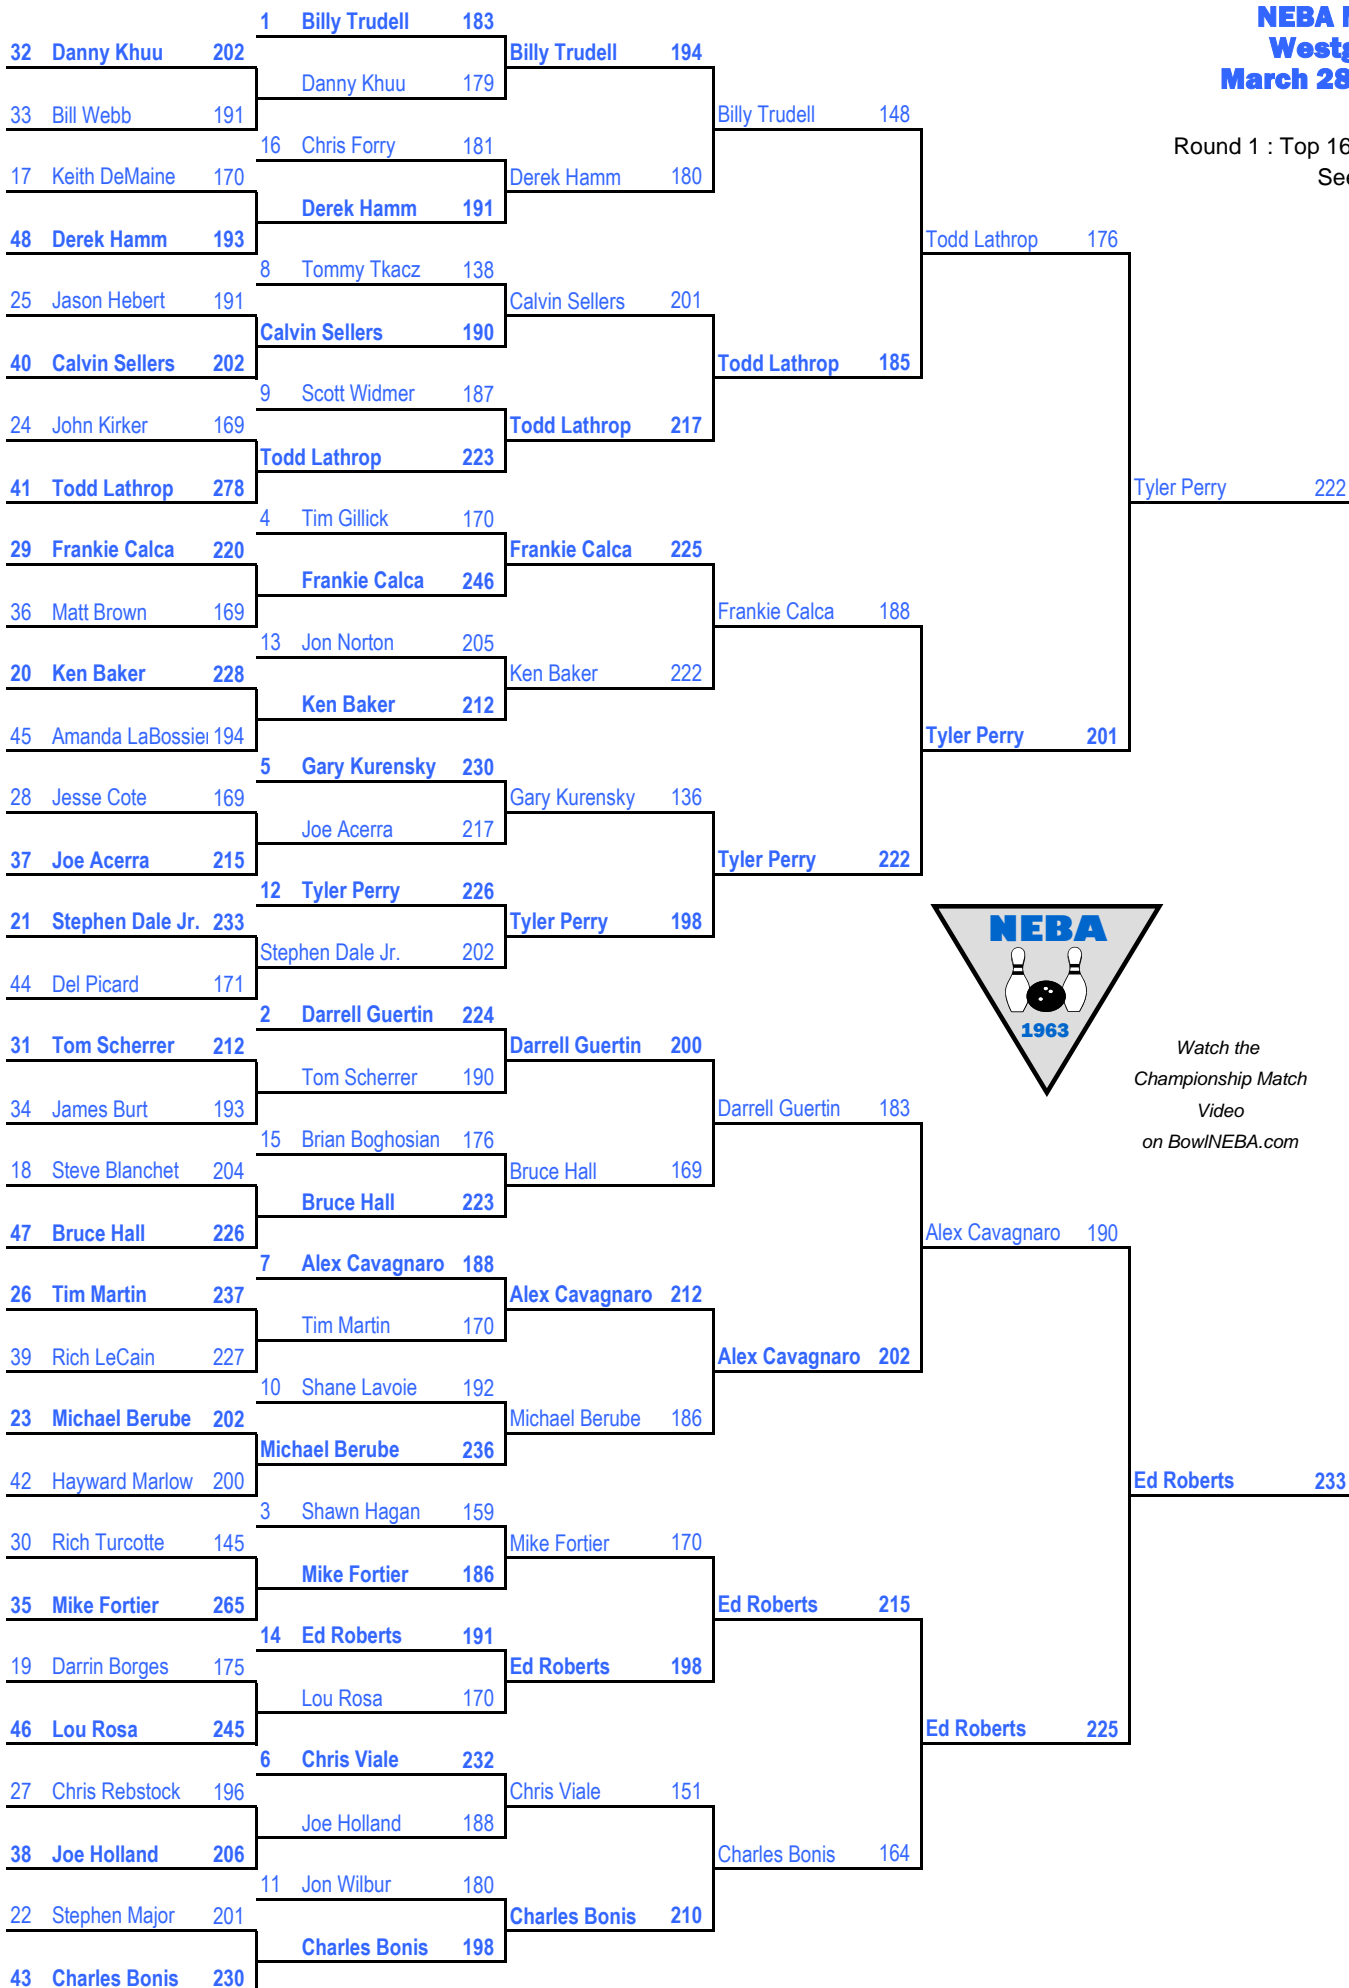 NEBA
Westg
March 28
Round 1 : Top 16
See
1 Billy Trudell 183
32 Danny Khuu 202
Billy Trudell 194
Danny Khuu 179
33 Bill Webb 191
Billy Trudell 148
16 Chris Forry 181
17 Keith DeMaine 170
Derek Hamm 180
Derek Hamm 191
48 Derek Hamm 193
Todd Lathrop 176
8 Tommy Tkacz 138
25 Jason Hebert 191
Calvin Sellers 201
Calvin Sellers 190
40 Calvin Sellers 202
Todd Lathrop 185
9 Scott Widmer 187
24 John Kirker 169
Todd Lathrop 217
Todd Lathrop 223
41 Todd Lathrop 278
Tyler Perry 222
4 Tim Gillick 170
29 Frankie Calca 220
Frankie Calca 225
Frankie Calca 246
36 Matt Brown 169
Frankie Calca 188
13 Jon Norton 205
20 Ken Baker 228
Ken Baker 222
Ken Baker 212
45 Amanda LaBossie 194
Tyler Perry 201
5 Gary Kurensky 230
28 Jesse Cote 169
Gary Kurensky 136
Joe Acerra 217
37 Joe Acerra 215
Tyler Perry 222
12 Tyler Perry 226
21 Stephen Dale Jr. 233
Tyler Perry 198
Stephen Dale Jr. 202
44 Del Picard 171
NEBA
1963
Watch the
Championship Match
Video
on BowlNEBA.com
2 Darrell Guertin 224
31 Tom Scherrer 212
Darrell Guertin 200
Tom Scherrer 190
34 James Burt 193
Darrell Guertin 183
15 Brian Boghosian 176
18 Steve Blanchet 204
Bruce Hall 169
Bruce Hall 223
47 Bruce Hall 226
Alex Cavagnaro 190
7 Alex Cavagnaro 188
26 Tim Martin 237
Alex Cavagnaro 212
Tim Martin 170
39 Rich LeCain 227
Alex Cavagnaro 202
10 Shane Lavoie 192
23 Michael Berube 202
Michael Berube 186
Michael Berube 236
42 Hayward Marlow 200
Ed Roberts 233
3 Shawn Hagan 159
30 Rich Turcotte 145
Mike Fortier 170
Mike Fortier 186
35 Mike Fortier 265
Ed Roberts 215
14 Ed Roberts 191
19 Darrin Borges 175
Ed Roberts 198
Lou Rosa 170
46 Lou Rosa 245
Ed Roberts 225
6 Chris Viale 232
27 Chris Rebstock 196
Chris Viale 151
Joe Holland 188
38 Joe Holland 206
Charles Bonis 164
11 Jon Wilbur 180
22 Stephen Major 201
Charles Bonis 210
Charles Bonis 198
43 Charles Bonis 230